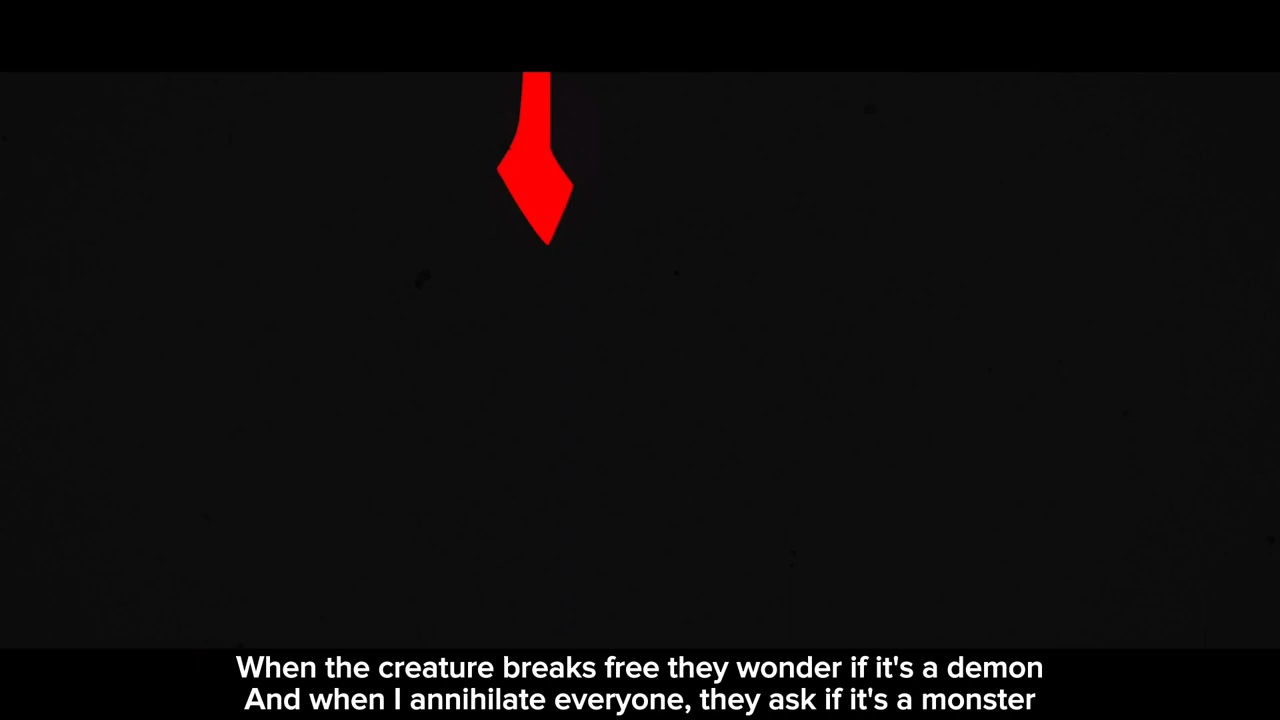 When the creature breaks free they wonder if it's a demon
And when I annihilate everyone, they ask if it's a monster